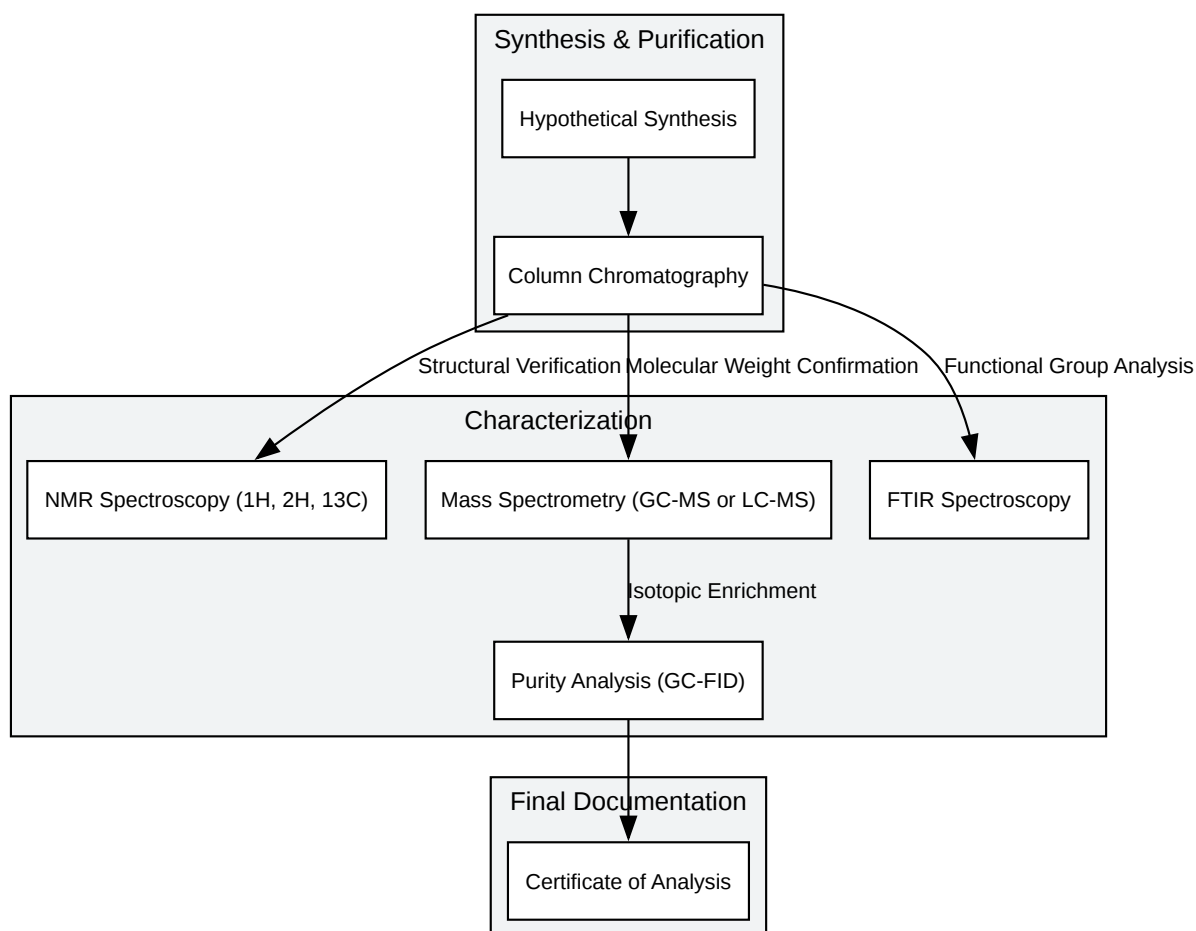 Synthesis & Purification
Hypothetical Synthesis
Column Chromatography
Structural Verification
Molecular Weight Confirmation
Functional Group Analysis
Characterization
NMR Spectroscopy (1H, 2H, 13C)
Mass Spectrometry (GC-MS or LC-MS)
FTIR Spectroscopy
Isotopic Enrichment
Purity Analysis (GC-FID)
Final Documentation
Certificate of Analysis